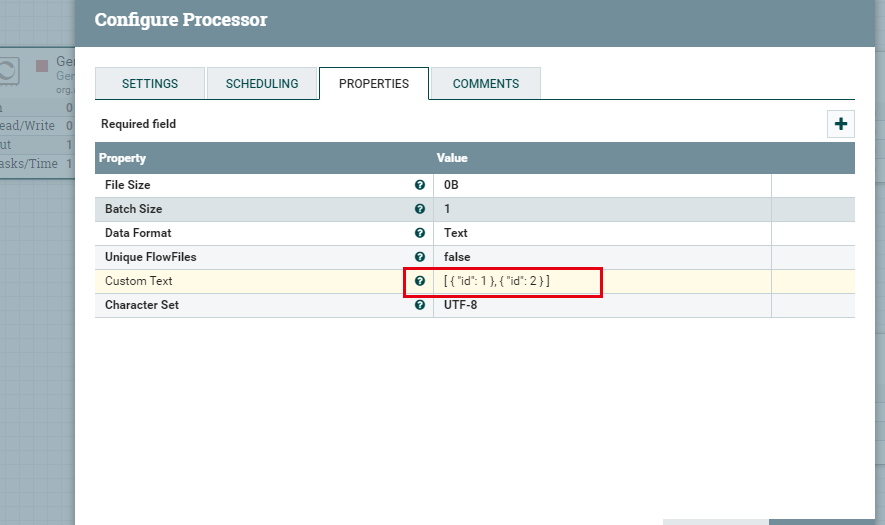 Configure Processor
Ge
Ger
org.a
SETTINGS
SCHEDULING
PROPERTIES
COMMENTS
0
ead/Write 0
ut 1
asks/Time 1
Required field
Property Value
File Size 0B
Batch Size 1
Data Format Text
Unique FlowFiles false
Custom Text [ { "id": 1 }, { "id": 2 } ]
Character Set UTF-8